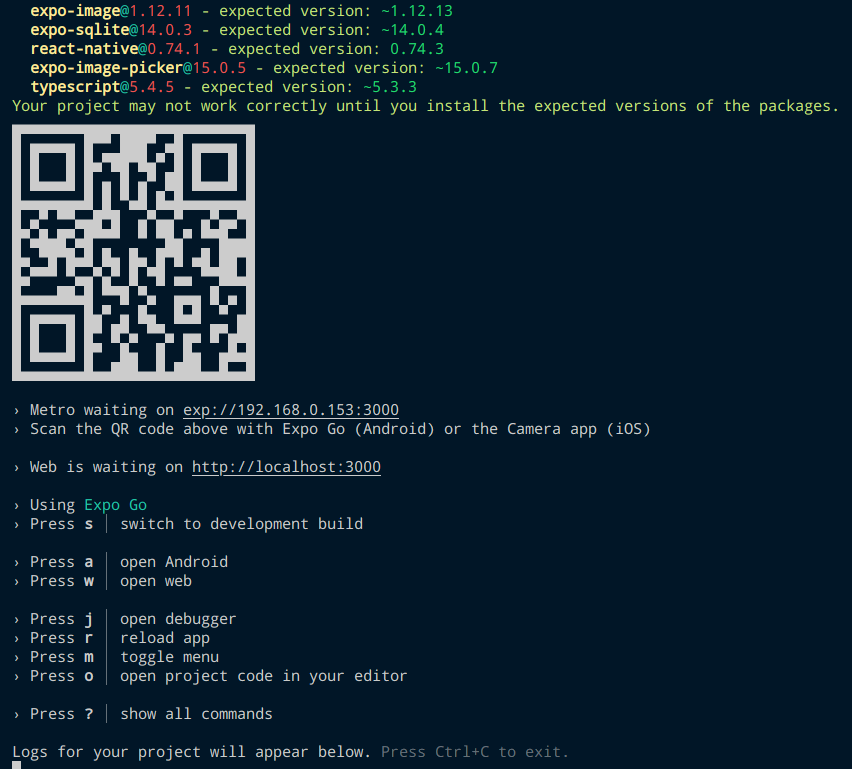 expo-image@1.12.11 - expected version: ~1.12.13
expo-sqlite@14.0.3 - expected version: ~14.0.4
react-native@0.74.1 - expected version: 0.74.3
expo-image-picker@15.0.5 - expected version: ~15.0.7
typescript@5.4.5 - expected version: ~5.3.3
Your project may not work correctly until you install the expected versions of the packages.
› Metro waiting on exp://192.168.0.153:3000
› Scan the QR code above with Expo Go (Android) or the Camera app (iOS)
› Web is waiting on http://localhost:3000
› Using Expo Go
› Press s │ switch to development build
› Press a │ open Android
› Press w │ open web
› Press j │ open debugger
› Press r │ reload app
› Press m │ toggle menu
› Press o │ open project code in your editor
› Press ? │ show all commands
Logs for your project will appear below. Press Ctrl+C to exit.